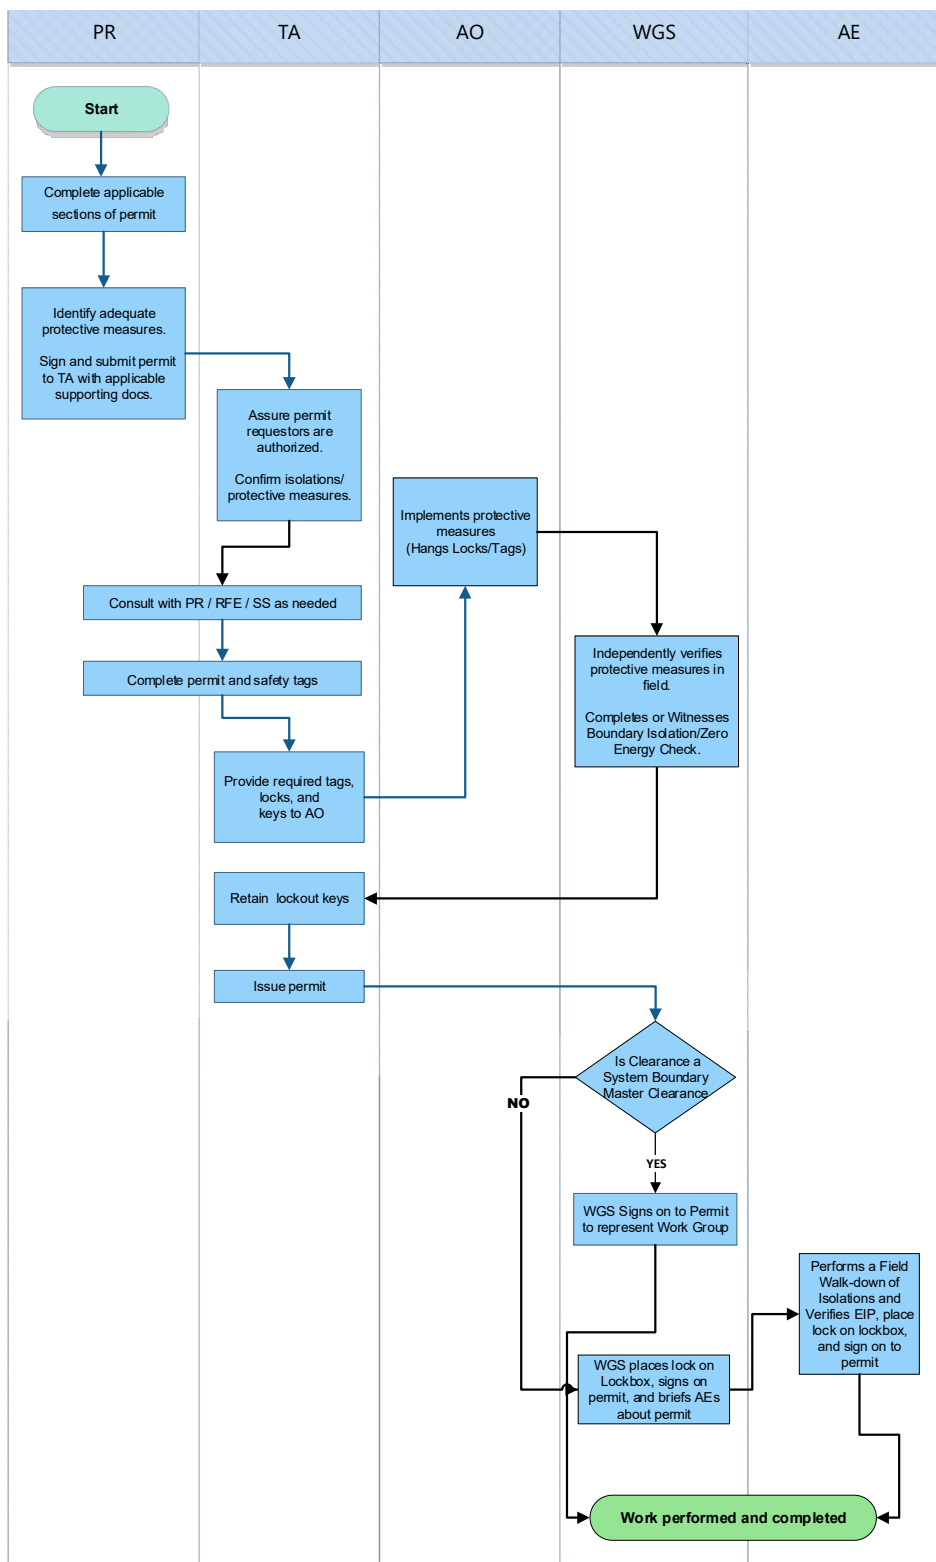 PR
TA
AO
WGS
AE
Start
Complete applicable
sections of permit
Identify adequate
protective measures.
Sign and submit permit
to TA with applicable
supporting docs.
Assure permit
requestors are
authorized.
Confirm isolations/
protective measures.
Implements protective
measures
(Hangs Locks/Tags)
Consult with PR / RFE / SS as needed
Complete permit and safety tags
Independently verifies
protective measures in
field.
Completes or Witnesses
Boundary Isolation/Zero
Energy Check.
Provide required tags,
locks, and
keys to AO
Retain lockout keys
Issue permit
Is Clearance a
System Boundary
Master Clearance
NO
YES
WGS Signs on to Permit
to represent Work Group
Performs a Field
Walk-down of
Isolations and
Verifies EIP, place
lock on lockbox,
and sign on to
permit
WGS places lock on
Lockbox, signs on
permit, and briefs AEs
about permit
Work performed and completed